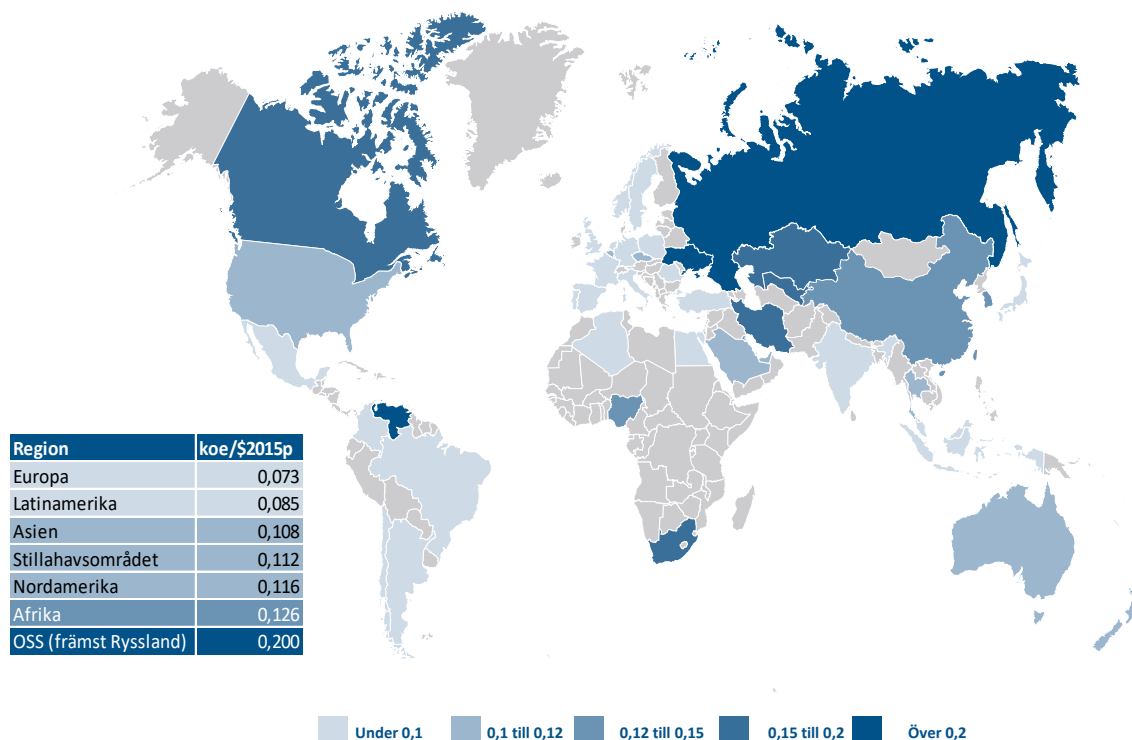 Region koe/$2015p
Europa 0,073
Latinamerika 0,085
Asien 0,108
Stillahavsområdet 0,112
Nordamerika 0,116
Afrika 0,126
OSS (främst Ryssland) 0,200
Under 0,1 0,1 till 0,12 0,12 till 0,15 0,15 till 0,2 Över 0,2